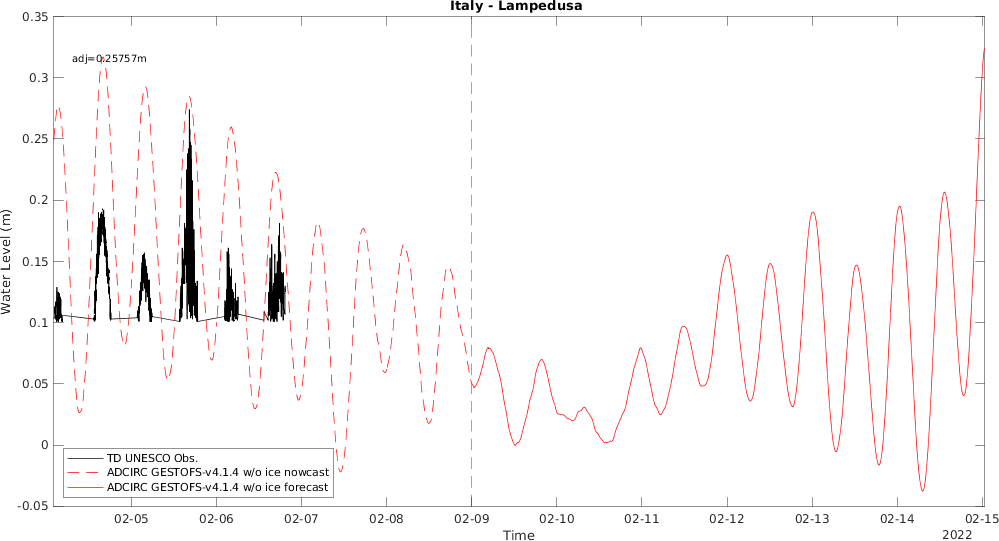 Italy - Lampedusa
adj=0.25757m
0.35
0.3
0.25
0.2
0.15
0.1
0.05
0
-0.05
Water Level (m)
TD UNESCO Obs.
ADCIRC GESTOFS-v4.1.4 w/o ice nowcast
ADCIRC GESTOFS-v4.1.4 w/o ice forecast
02-05 02-06 02-07 02-08 02-09 02-10 02-11 02-12 02-13 02-14 02-15
Time
2022